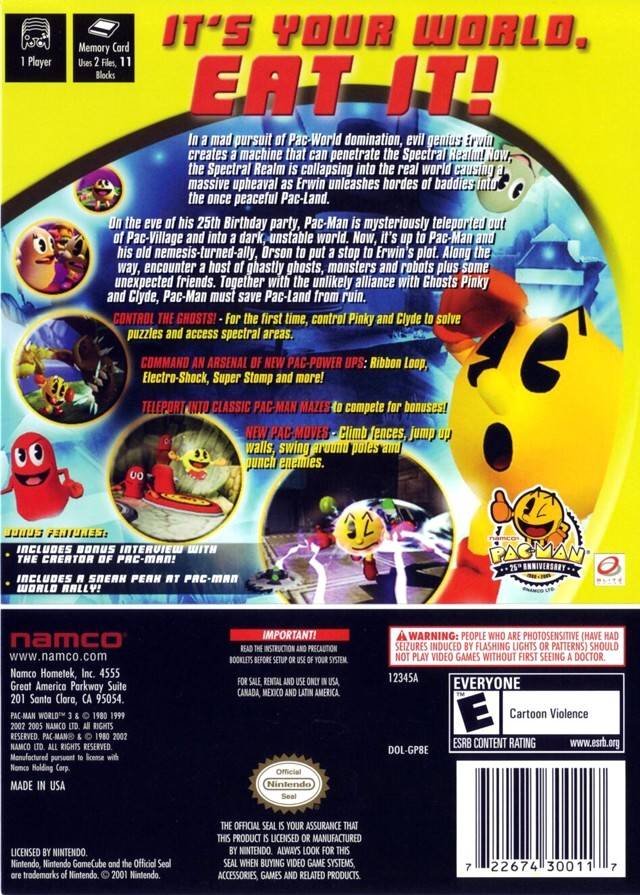 IT'S YOUR WORLD,
EAT IT!
1 Player
Memory Card
Uses 2 Files, 11
Blocks
In a mad pursuit of Pac-World domination, evil genius Erwin
creates a machine that can penetrate the Spectral Realm! Now,
the Spectral Realm is collapsing into the real world causing a
massive upheaval as Erwin unleashes hordes of baddies into
the once peaceful Pac-Land.
On the eve of his 25th Birthday party, Pac-Man is mysteriously teleported out
of Pac-Village and into a dark, unstable world. Now, it's up to Pac-Man and
his old nemesis-turned-ally, Orson to put a stop to Erwin's plot. Along the
way, encounter a host of ghastly ghosts, monsters and robots plus some
unexpected friends. Together with the unlikely alliance with Ghosts Pinky
and Clyde, Pac-Man must save Pac-Land from ruin.
CONTROL THE GHOSTS! - For the first time, control Pinky and Clyde to solve
puzzles and access spectral areas.
COMMAND AN ARSENAL OF NEW PAC-POWER UPS: Ribbon Loop,
Electro-Shock, Super Stomp and more!
TELEPORT INTO CLASSIC PAC-MAN MAZES to compete for bonuses!
NEW PAC-MOVES - Climb fences, jump up
walls, swing around poles and
punch enemies.
BONUS FEATURES:
• INCLUDES BONUS INTERVIEW WITH
THE CREATOR OF PAC-MAN!
• INCLUDES A SNEAK PEAK AT PAC-MAN
WORLD RALLY!
namco
PAC-MAN
25th ANNIVERSARY
1980 - 2005
©NAMCO LTD.
BLITZ
namco
www.namco.com
Namco Hometek, Inc. 4555
Great America Parkway Suite
201 Santa Clara, CA 95054.
PAC-MAN WORLD™ 3 & © 1980 1999
2002 2005 NAMCO LTD. All RIGHTS
RESERVED. PAC-MAN® & © 1980 2002
NAMCO LTD. ALL RIGHTS RESERVED.
Manufactured pursuant to license with
Namco Holding Corp.
MADE IN USA
LICENSED BY NINTENDO.
Nintendo, Nintendo GameCube and the Official Seal
are trademarks of Nintendo. © 2001 Nintendo.
IMPORTANT!
READ THE INSTRUCTION AND PRECAUTION
BOOKLETS BEFORE SETUP OR USE OF YOUR SYSTEM.
FOR SALE, RENTAL AND USE ONLY IN USA,
CANADA, MEXICO AND LATIN AMERICA.
Official
Nintendo
Seal
THE OFFICIAL SEAL IS YOUR ASSURANCE THAT
THIS PRODUCT IS LICENSED OR MANUFACTURED
BY NINTENDO. ALWAYS LOOK FOR THIS
SEAL WHEN BUYING VIDEO GAME SYSTEMS,
ACCESSORIES, GAMES AND RELATED PRODUCTS.
WARNING: PEOPLE WHO ARE PHOTOSENSITIVE (HAVE HAD
SEIZURES INDUCED BY FLASHING LIGHTS OR PATTERNS) SHOULD
NOT PLAY VIDEO GAMES WITHOUT FIRST SEEING A DOCTOR.
12345A
DOL-GP8E
EVERYONE
E
TM
Cartoon Violence
ESRB CONTENT RATING www.esrb.org
7 22674 30011 7